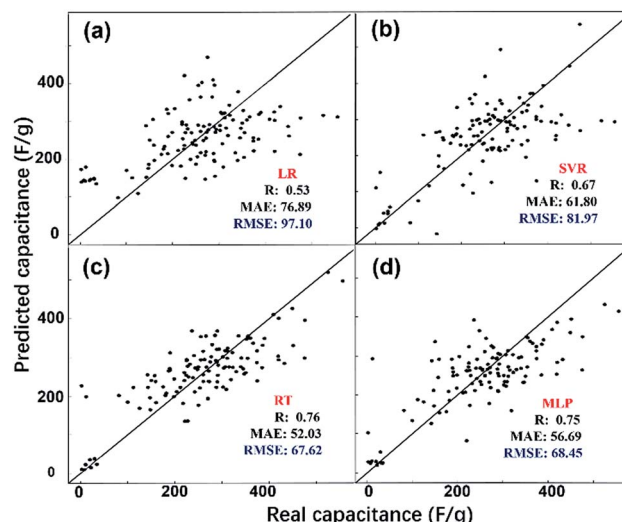 (a)
(b)
400
200
0
LR
R: 0.53
MAE: 76.89
RMSE: 97.10
SVR
R: 0.67
MAE: 61.80
RMSE: 81.97
Predicted capacitance (F/g)
(c)
(d)
400
200
0
RT
R: 0.76
MAE: 52.03
RMSE: 67.62
MLP
R: 0.75
MAE: 56.69
RMSE: 68.45
0 200 400 0 200 400
Real capacitance (F/g)